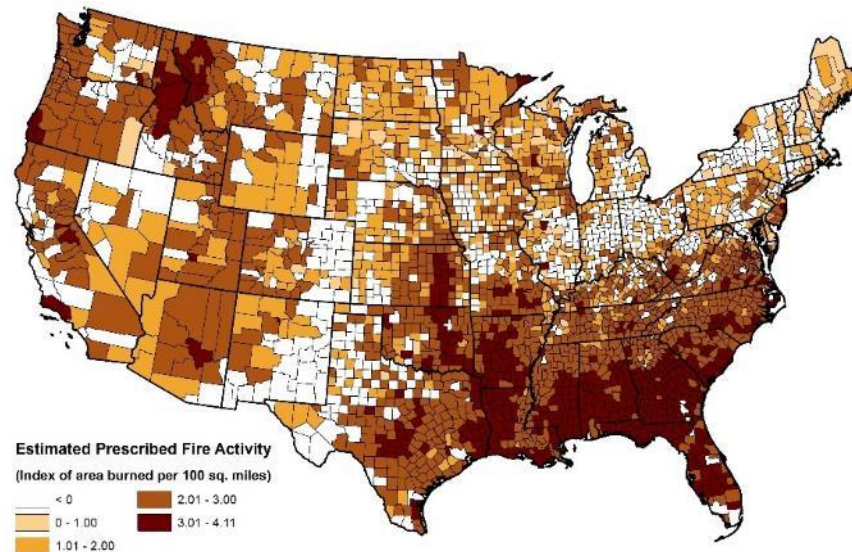 Estimated Prescribed Fire Activity
(Index of area burned per 100 sq. miles)
< 0
0 - 1.00
1.01 - 2.00
2.01 - 3.00
3.01 - 4.11